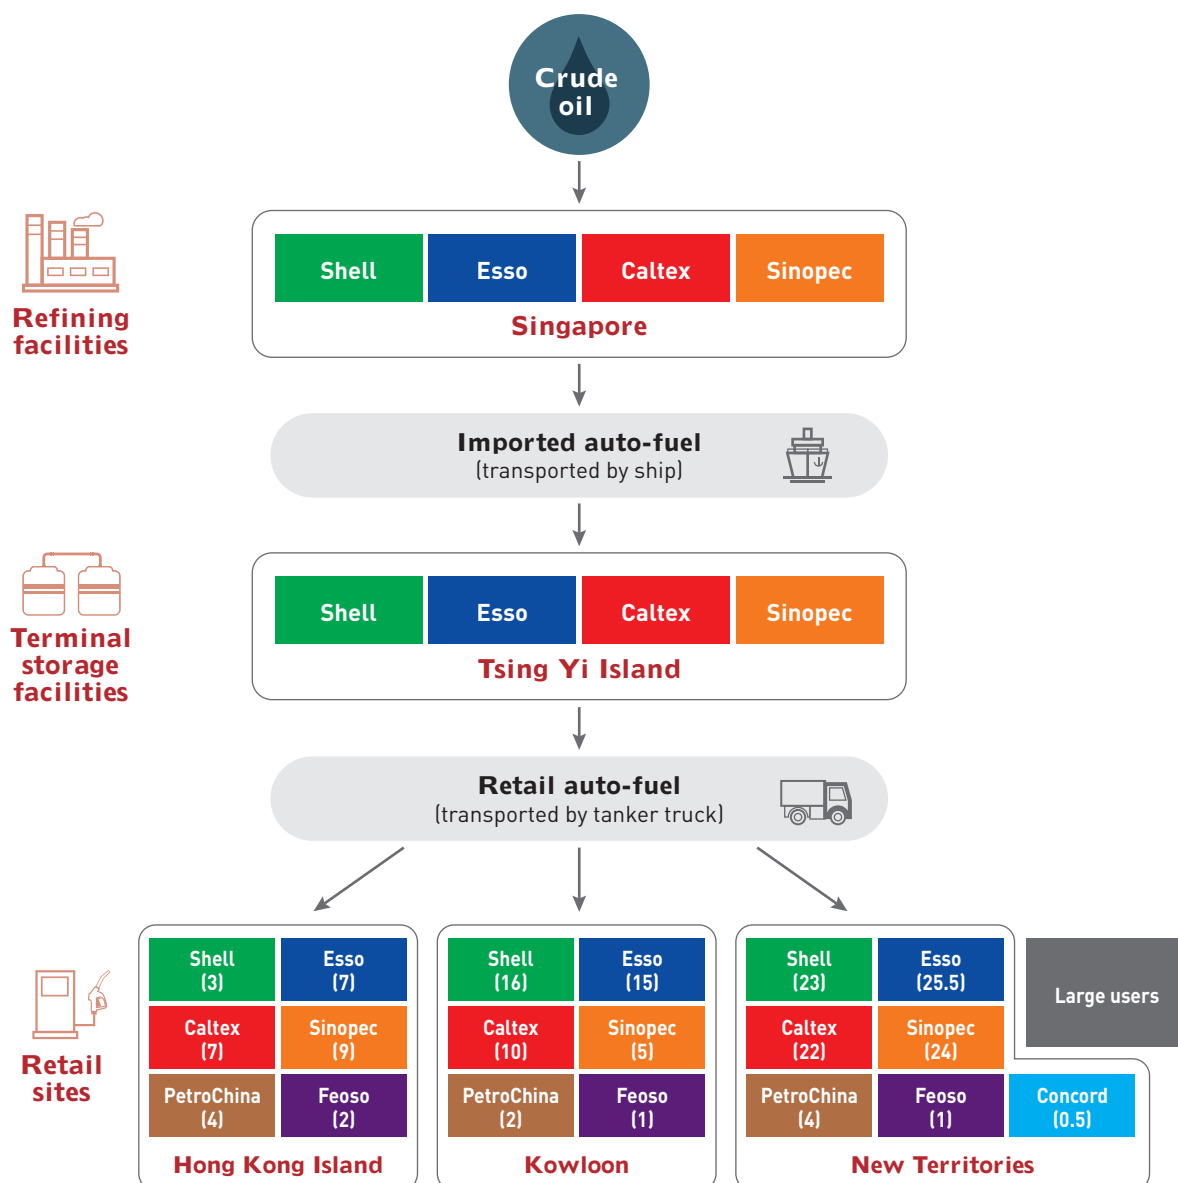 Crude
oil
Refining
facilities
Shell
Esso
Caltex
Sinopec
Singapore
Imported auto-fuel
(transported by ship)
Terminal
storage
facilities
Shell
Esso
Caltex
Sinopec
Tsing Yi Island
Retail auto-fuel
(transported by tanker truck)
Retail
sites
Shell
(3)
Esso
(7)
Caltex
(7)
Sinopec
(9)
PetroChina
(4)
Feoso
(2)
Hong Kong Island
Shell
(16)
Esso
(15)
Caltex
(10)
Sinopec
(5)
PetroChina
(2)
Feoso
(1)
Kowloon
Shell
(23)
Esso
(25.5)
Caltex
(22)
Sinopec
(24)
PetroChina
(4)
Feoso
(1)
Concord
(0.5)
New Territories
Large users